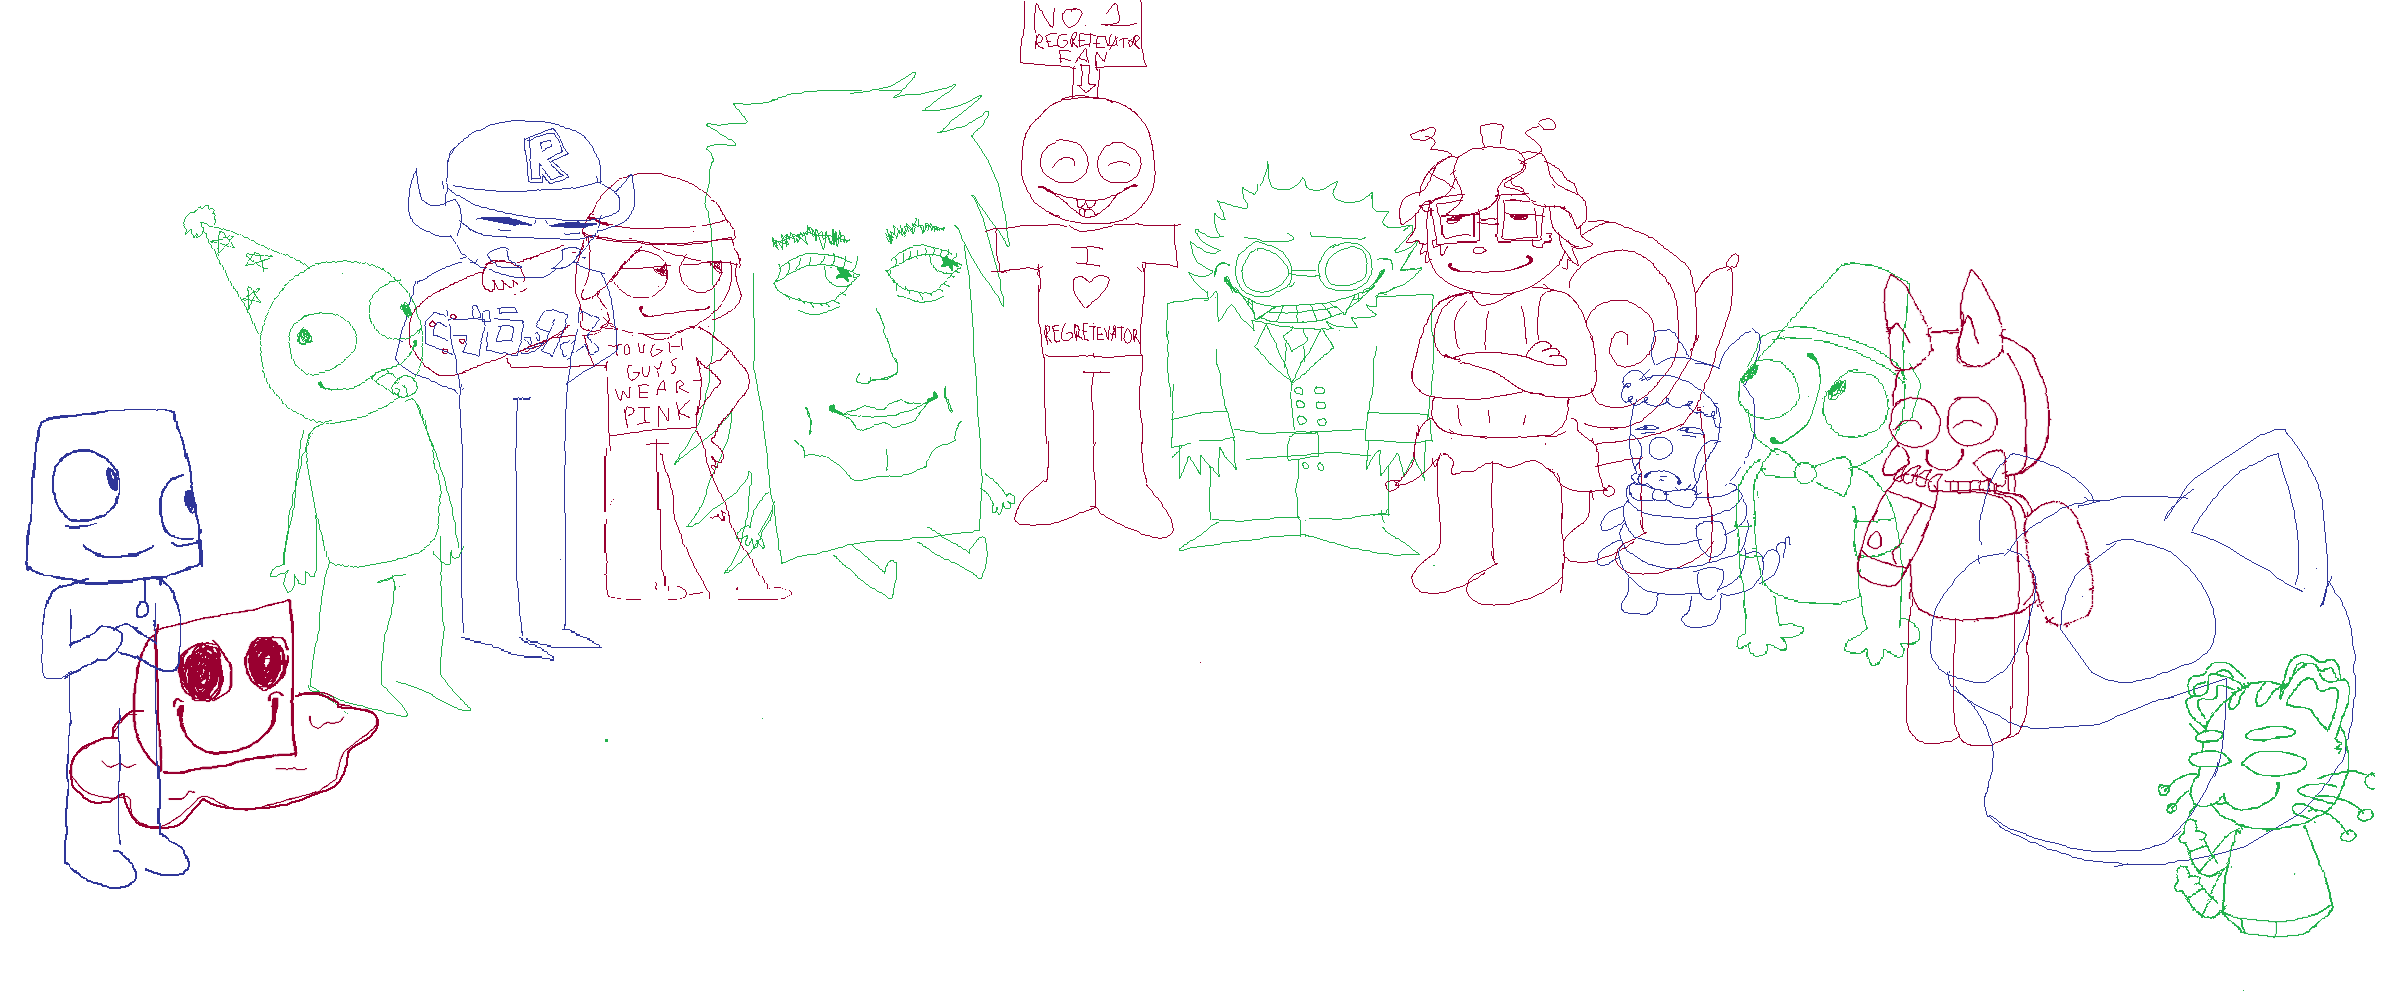 NO. 1
REGRETEVATOR
FAN
R
I
REGRETEVATOR
TOUGH
GUYS
WEAR
PINK